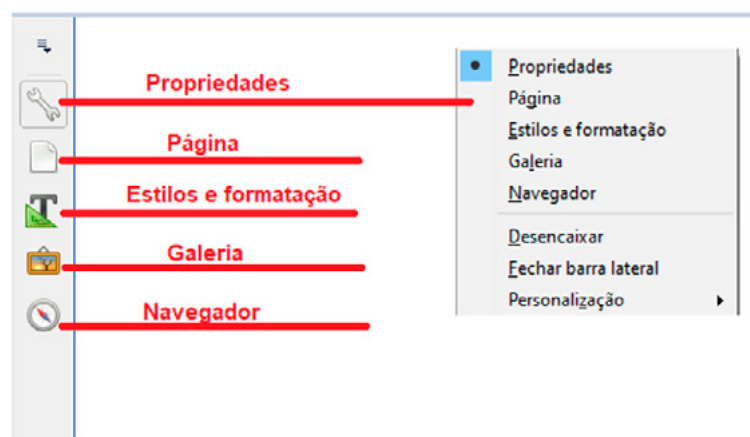 Propriedades
Página
Estilos e formatação
Galeria
Navegador
Propriedades
Página
Estilos e formatação
Galeria
Navegador
Desencaixar
Fechar barra lateral
Personalização